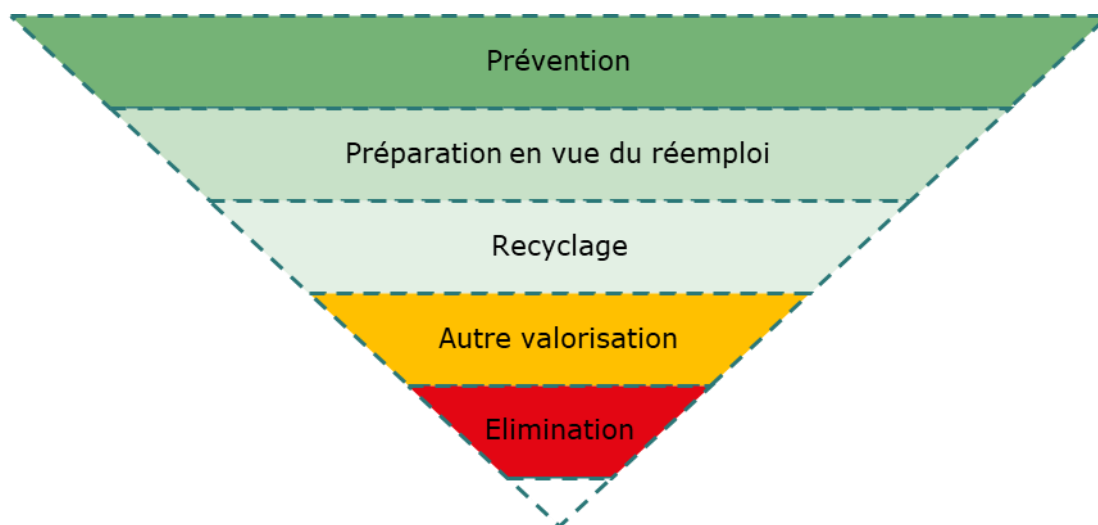 Prévention
Préparation en vue du réemploi
Recyclage
Autre valorisation
Elimination